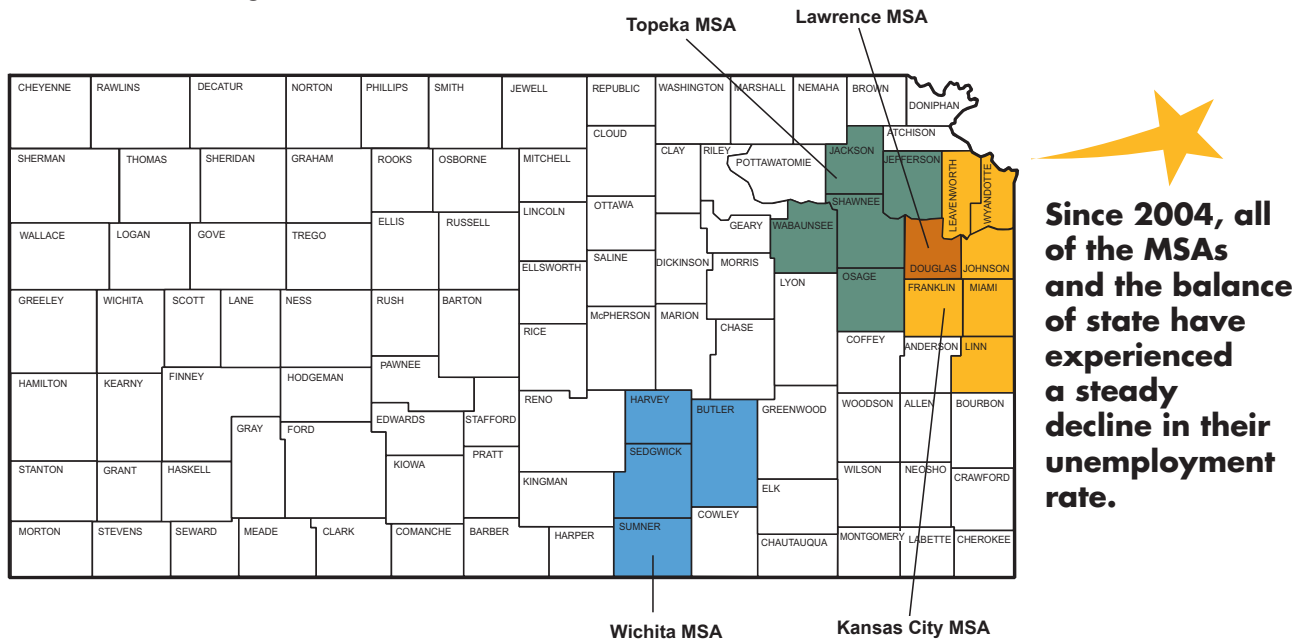 Topeka MSA
Lawrence MSA
CHEYENNE
RAWLINS
DECATUR
NORTON
PHILLIPS
SMITH
JEWELL
REPUBLIC
WASHINGTON
MARSHALL
NEMAHA
BROWN
DONIPHAN
CLOUD
ATCHISON
SHERMAN
THOMAS
SHERIDAN
GRAHAM
ROOKS
OSBORNE
MITCHELL
CLAY
RILEY
POTTAWATOMIE
JACKSON
JEFFERSON
LEAVENWORTH
WYANDOTTE
LINCOLN
OTTAWA
SHAWNEE
WALLACE
LOGAN
GOVE
TREGO
ELLIS
RUSSELL
GEARY
WABAUNSEE
ELLSWORTH
SALINE
DICKINSON
MORRIS
DOUGLAS
JOHNSON
GREELEY
WICHITA
SCOTT
LANE
NESS
RUSH
BARTON
LYON
OSAGE
FRANKLIN
MIAMI
RICE
McPHERSON
MARION
CHASE
COFFEY
ANDERSON
LINN
HAMILTON
KEARNY
FINNEY
HODGEMAN
PAWNEE
RENO
HARVEY
BUTLER
GREENWOOD
WOODSON
ALLEN
BOURBON
GRAY
FORD
EDWARDS
STAFFORD
STANTON
GRANT
HASKELL
KIOWA
PRATT
KINGMAN
SEDGWICK
ELK
WILSON
NEOSHO
CRAWFORD
MORTON
STEVENS
SEWARD
MEADE
CLARK
COMANCHE
BARBER
HARPER
SUMNER
COWLEY
CHAUTAUQUA
MONTGOMERY
LABETTE
CHEROKEE
Wichita MSA
Kansas City MSA
Since 2004, all
of the MSAs
and the balance
of state have
experienced
a steady
decline in their
unemployment
rate.